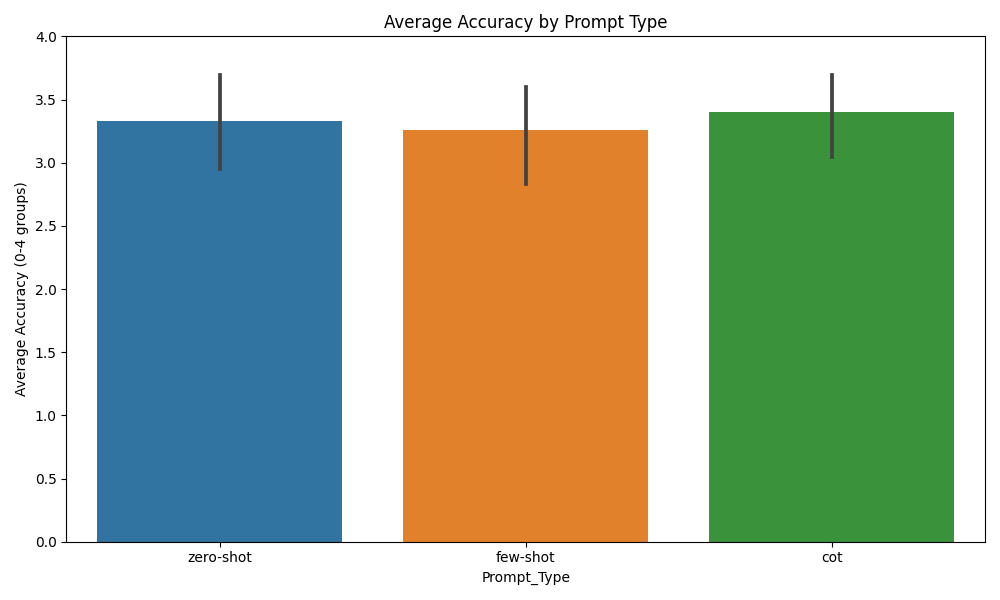 Average Accuracy by Prompt Type
Average Accuracy (0-4 groups)
4.0
3.5
3.0
2.5
2.0
1.5
1.0
0.5
0.0
zero-shot
few-shot
cot
Prompt_Type